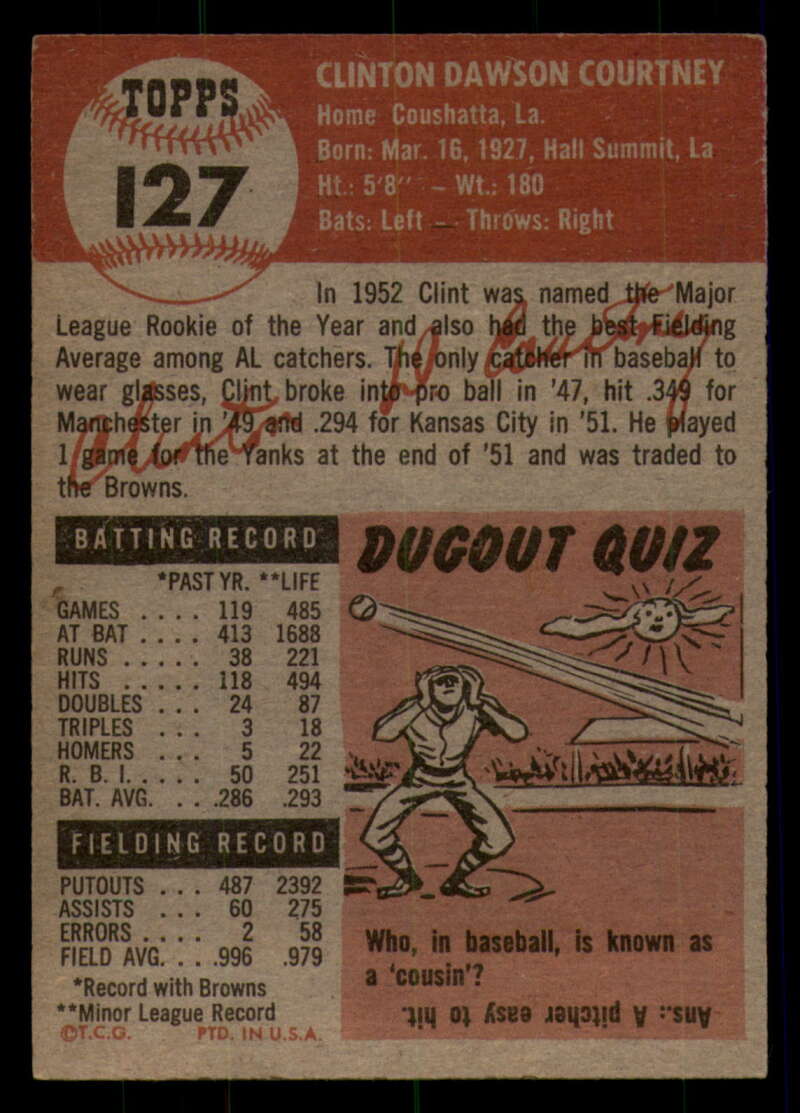 TOPPS
127
CLINTON DAWSON COURTNEY
Home Coushatta, La.
Born: Mar. 16, 1927, Hall Summit, La
Ht.: 5'8" – Wt.: 180
Bats: Left — Throws: Right
In 1952 Clint was named the Major
League Rookie of the Year and also had the best Fielding
Average among AL catchers. The only catcher in baseball to
wear glasses, Clint broke into pro ball in '47, hit .349 for
Manchester in '49 and .294 for Kansas City in '51. He played
1 game for the Yanks at the end of '51 and was traded to
the Browns.
BATTING RECORD
*PAST YR. **LIFE
GAMES .... 119 485
AT BAT .... 413 1688
RUNS ..... 38 221
HITS ..... 118 494
DOUBLES ... 24 87
TRIPLES ... 3 18
HOMERS ... 5 22
R. B. I. .... 50 251
BAT. AVG. ... .286 .293
FIELDING RECORD
PUTOUTS ... 487 2392
ASSISTS ... 60 275
ERRORS .... 2 58
FIELD AVG. ... .996 .979
*Record with Browns
**Minor League Record
©T.C.G. PTD. IN U.S.A.
DUGOUT QUIZ
Who, in baseball, is known as
a 'cousin'?
Ans.: A pitcher easy to hit.